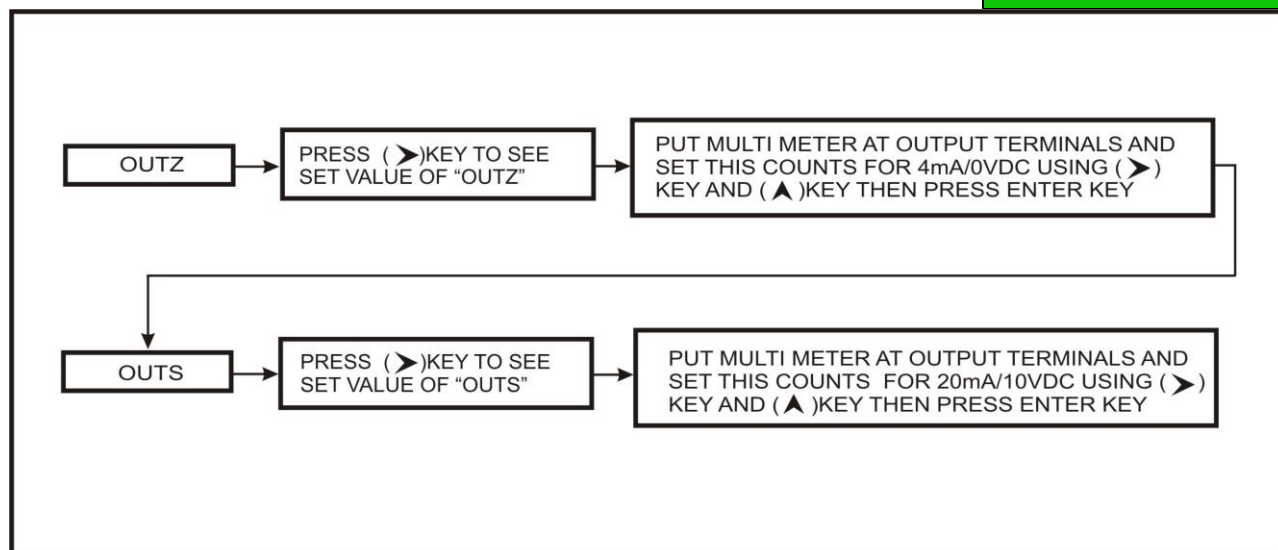 OUTZ
PRESS (➤)KEY TO SEE
SET VALUE OF "OUTZ"
PUT MULTI METER AT OUTPUT TERMINALS AND
SET THIS COUNTS FOR 4mA/0VDC USING (➤)
KEY AND (▲)KEY THEN PRESS ENTER KEY
OUTS
PRESS (➤)KEY TO SEE
SET VALUE OF "OUTS"
PUT MULTI METER AT OUTPUT TERMINALS AND
SET THIS COUNTS FOR 20mA/10VDC USING (➤)
KEY AND (▲)KEY THEN PRESS ENTER KEY